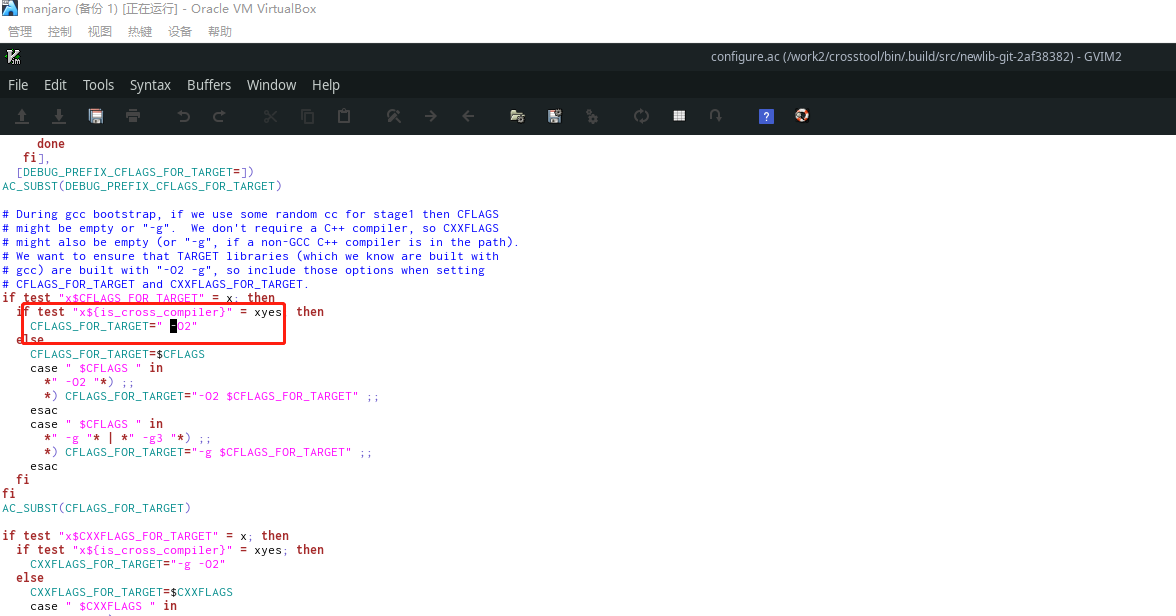 manjaro (备份 1) [正在运行] - Oracle VM VirtualBox
管理 控制 视图 热键 设备 帮助
configure.ac (/work2/crosstool/bin/.build/src/newlib-git-2af38382) - GVIM2
File Edit Tools Syntax Buffers Window Help
done
fi],
[DEBUG_PREFIX_CFLAGS_FOR_TARGET=])
AC_SUBST(DEBUG_PREFIX_CFLAGS_FOR_TARGET)
# During gcc bootstrap, if we use some random cc for stage1 then CFLAGS
# might be empty or "-g".  We don't require a C++ compiler, so CXXFLAGS
# might also be empty (or "-g", if a non-GCC C++ compiler is in the path).
# We want to ensure that TARGET libraries (which we know are built with
# gcc) are built with "-O2 -g", so include those options when setting
# CFLAGS_FOR_TARGET and CXXFLAGS_FOR_TARGET.
if test "x$CFLAGS_FOR_TARGET" = x; then
if test "x${is_cross_compiler}" = xyes then
CFLAGS_FOR_TARGET=" -O2"
else
CFLAGS_FOR_TARGET=$CFLAGS
case " $CFLAGS " in
*" -O2 "*) ;;
*) CFLAGS_FOR_TARGET="-O2 $CFLAGS_FOR_TARGET" ;;
esac
case " $CFLAGS " in
*" -g "* | *" -g3 "*) ;;
*) CFLAGS_FOR_TARGET="-g $CFLAGS_FOR_TARGET" ;;
esac
fi
fi
AC_SUBST(CFLAGS_FOR_TARGET)
if test "x$CXXFLAGS_FOR_TARGET" = x; then
if test "x${is_cross_compiler}" = xyes; then
CXXFLAGS_FOR_TARGET="-g -O2"
else
CXXFLAGS_FOR_TARGET=$CXXFLAGS
case " $CXXFLAGS " in